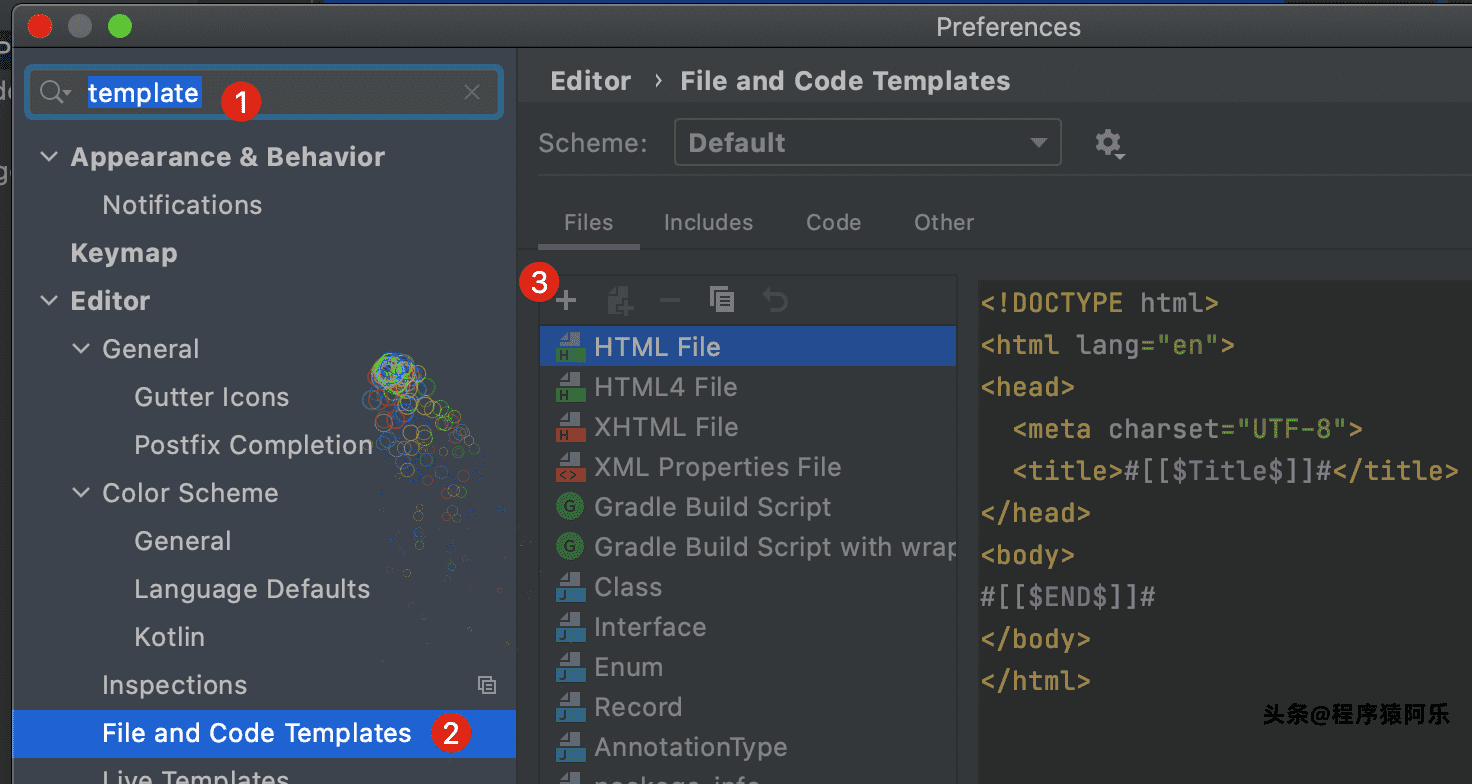 Preferences
template
1
Appearance & Behavior
Notifications
Keymap
Editor
General
Gutter Icons
Postfix Completion
Color Scheme
General
Language Defaults
Kotlin
Inspections
File and Code Templates
2
Live Templates
Editor › File and Code Templates
Scheme: Default
Files Includes Code Other
3
HTML File
HTML4 File
XHTML File
XML Properties File
Gradle Build Script
Gradle Build Script with wrap
Class
Interface
Enum
Record
AnnotationType
package-info
<!DOCTYPE html>
<html lang="en">
<head>
<meta charset="UTF-8">
<title>#[[$Title$]]#</title>
</head>
<body>
#[[$END$]]#
</body>
</html>
头条@程序猿阿乐